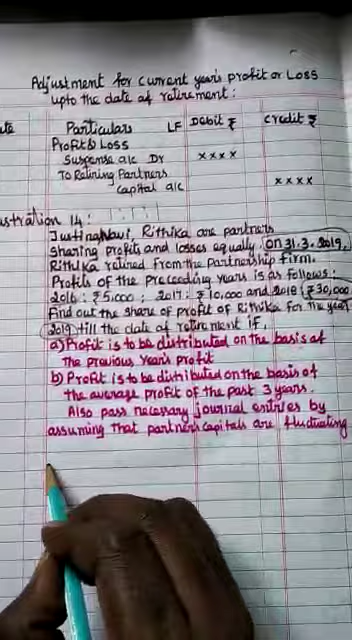 Adjustment for current year's profit or Loss
upto the date of retirement:
Particulars LF Debit ₹ Credit ₹
Profit & Loss
Suspense a/c Dr xxxx
To Retiring Partners
Capital a/c xxxx
stration 14:
Justina, Navi, Rithika are partners
sharing profits and losses equally. On 31.3.2019,
Rithika retired from the partnership firm.
Profits of the preceeding years is as follows:
2016: ₹5,000; 2017: ₹10,000 and 2018 ₹30,000
Find out the share of profit of Rithika for the year
2019 till the date of retirement if,
a) Profit is to be distributed on the basis of
the previous year's profit
b) Profit is to be distributed on the basis of
the average profit of the past 3 years.
Also pass necessary journal entries by
assuming that partners capitals are fluctuating